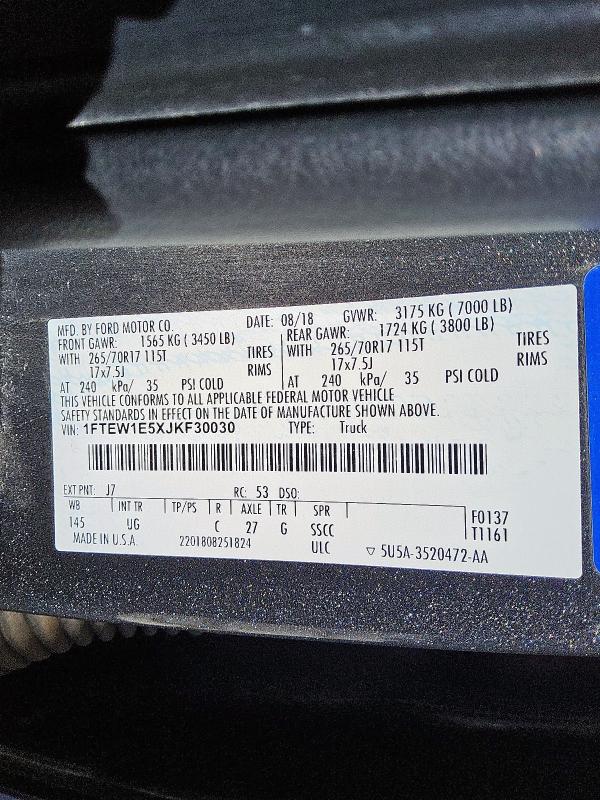 MFD. BY FORD MOTOR CO. DATE: 08/18 GVWR: 3175 KG ( 7000 LB)
FRONT GAWR: 1565 KG ( 3450 LB) REAR GAWR: 1724 KG ( 3800 LB)
WITH 265/70R17 115T TIRES WITH 265/70R17 115T TIRES
17x7.5J RIMS 17x7.5J RIMS
AT 240 kPa/ 35 PSI COLD AT 240 kPa/ 35 PSI COLD
THIS VEHICLE CONFORMS TO ALL APPLICABLE FEDERAL MOTOR VEHICLE
SAFETY STANDARDS IN EFFECT ON THE DATE OF MANUFACTURE SHOWN ABOVE.
VIN: 1FTEW1E5XJKF30030 TYPE: Truck
EXT PNT: J7 RC: 53 DSO:
WB INT TR TP/PS R AXLE TR SPR F0137
145 UG C 27 G SSCC T1161
MADE IN U.S.A. 2201808251824 ULC ▽ 5U5A-3520472-AA